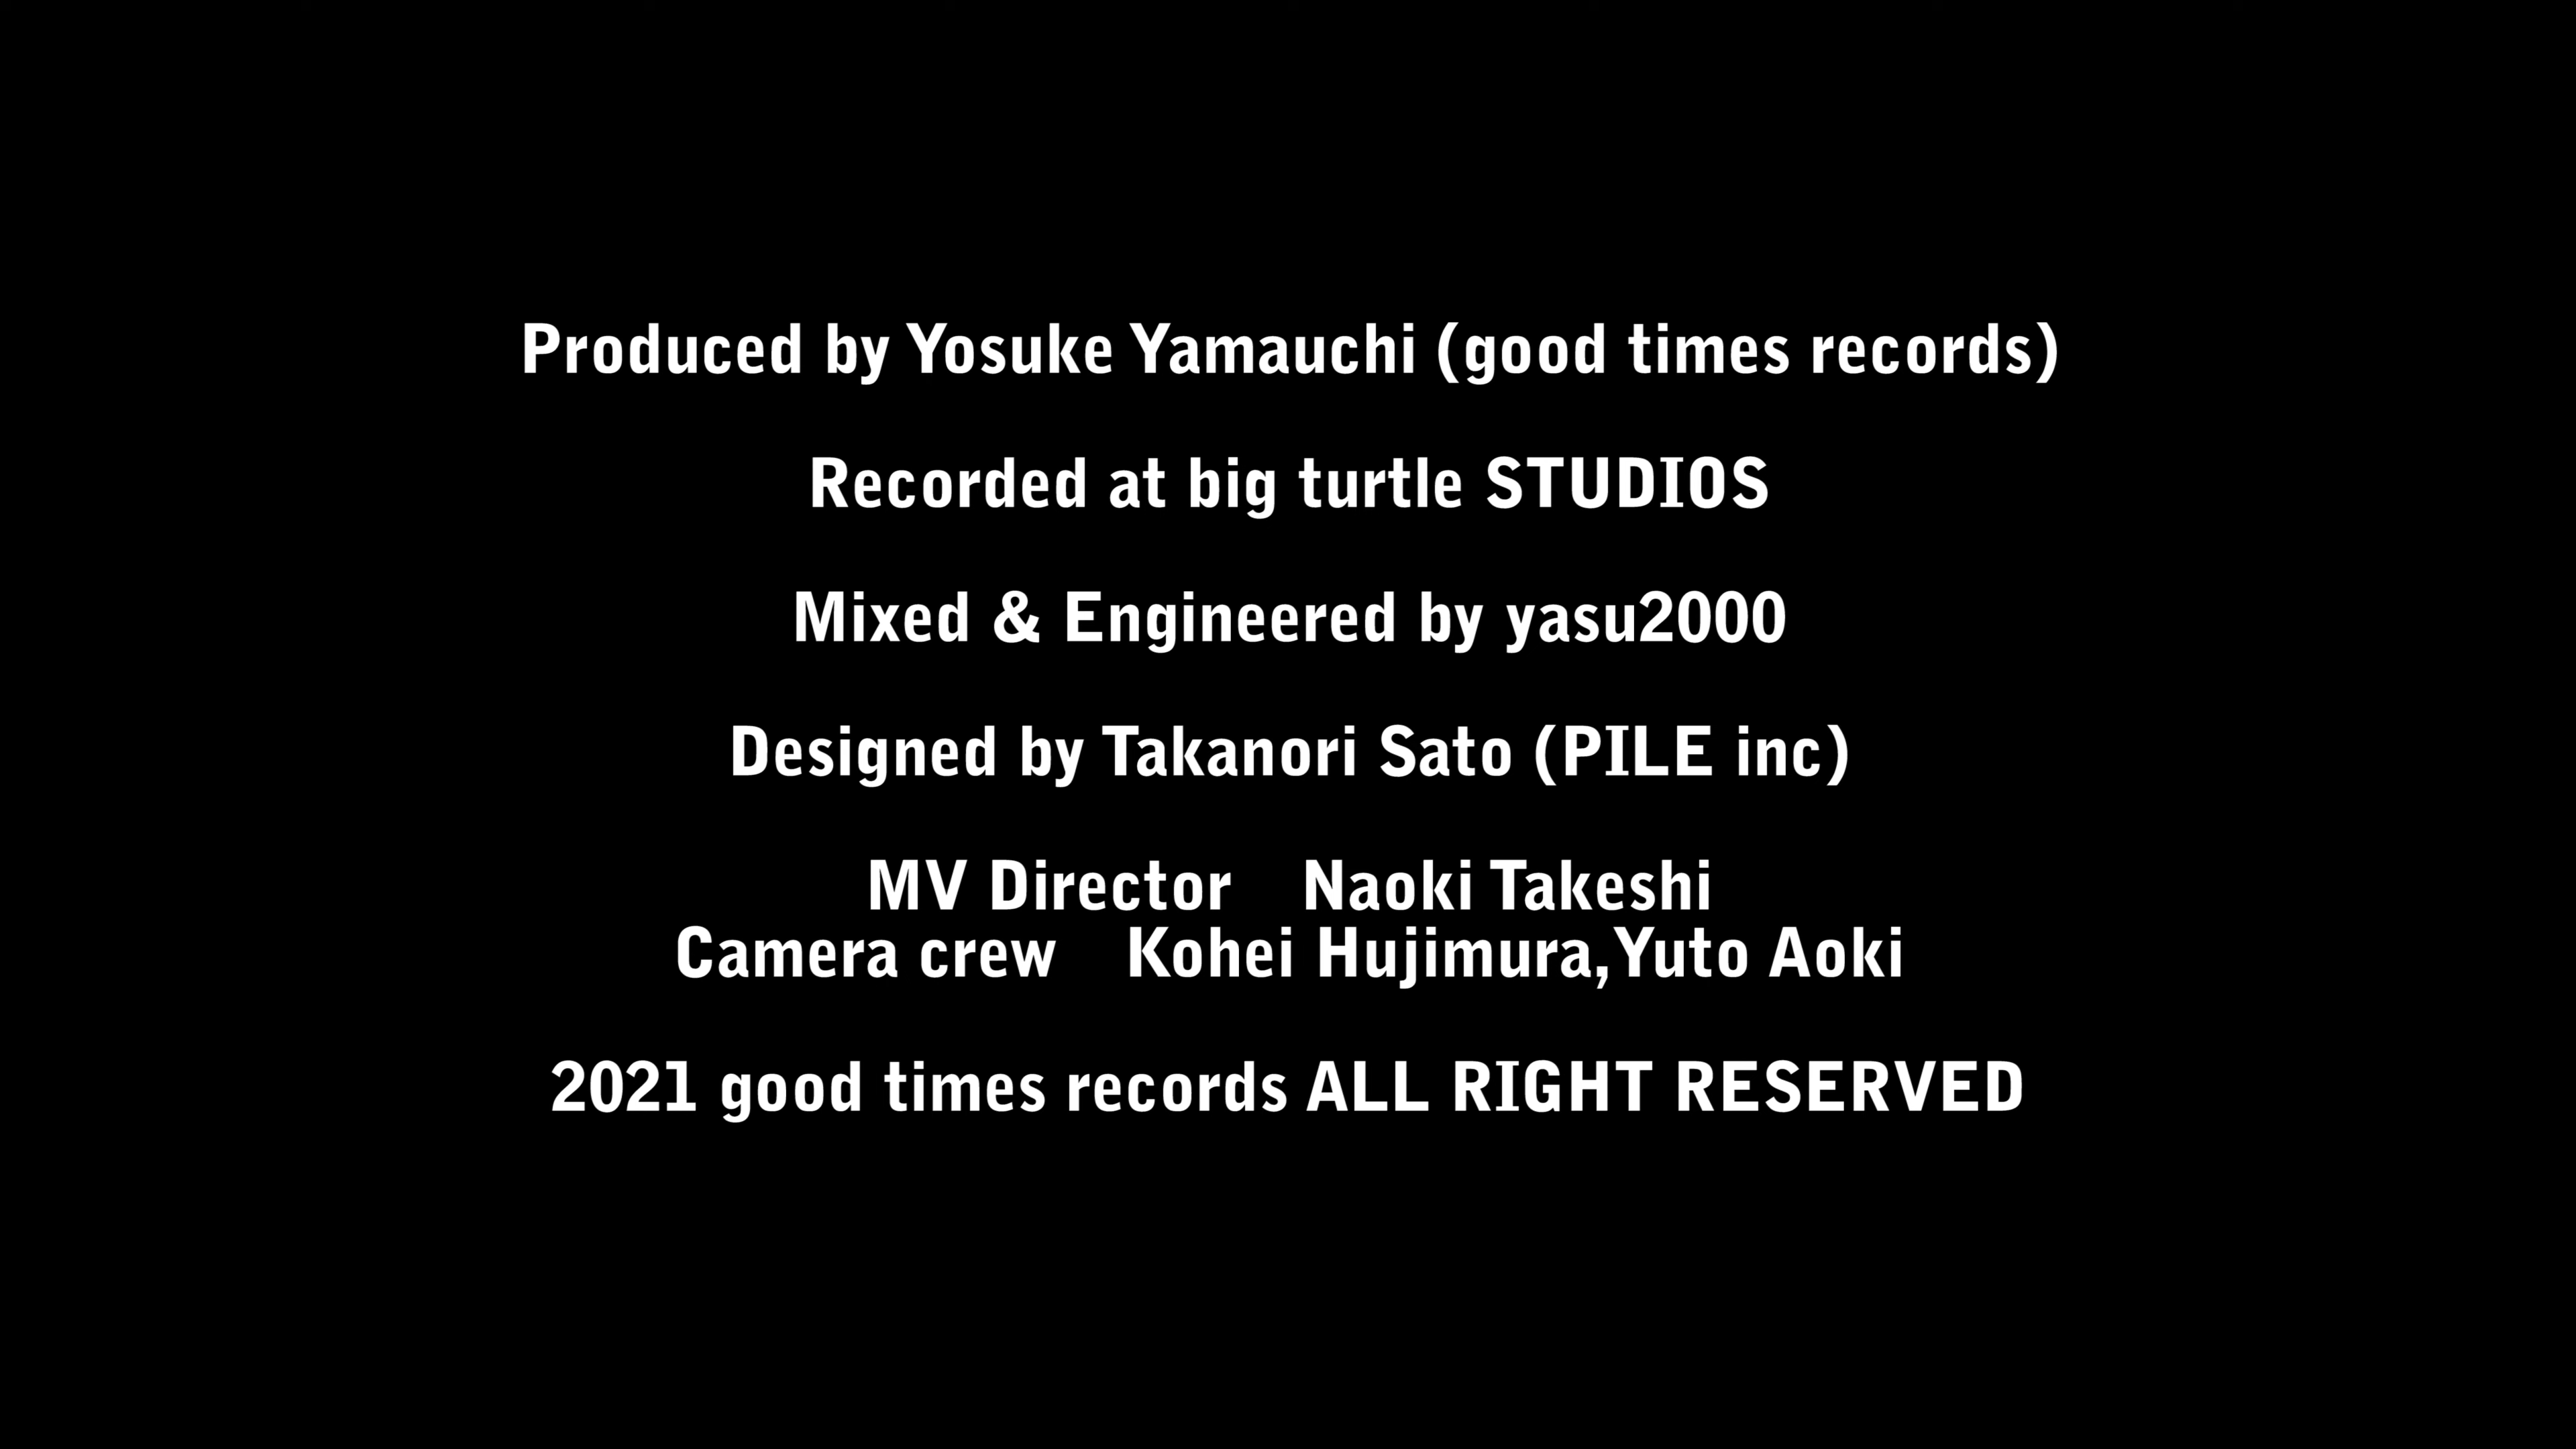 Produced by Yosuke Yamauchi (good times records)
Recorded at big turtle STUDIOS
Mixed & Engineered by yasu2000
Designed by Takanori Sato (PILE inc)
MV Director　Naoki Takeshi
Camera crew　Kohei Hujimura,Yuto Aoki
2021 good times records ALL RIGHT RESERVED